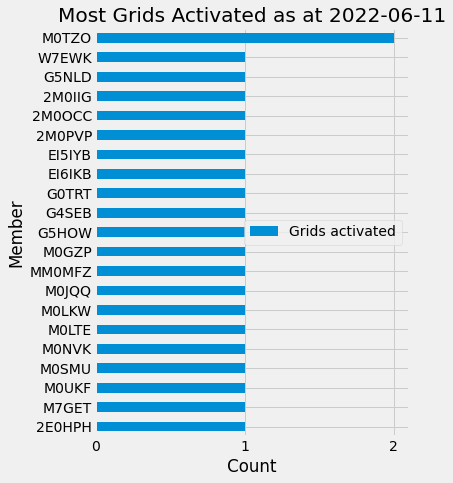 Most Grids Activated as at 2022-06-11
M0TZO
W7EWK
G5NLD
2M0IIG
2M0OCC
2M0PVP
EI5IYB
EI6IKB
G0TRT
G4SEB
G5HOW
M0GZP
MM0MFZ
M0JQQ
M0LKW
M0LTE
M0NVK
M0SMU
M0UKF
M7GET
2E0HPH
Member
Grids activated
0 1 2
Count